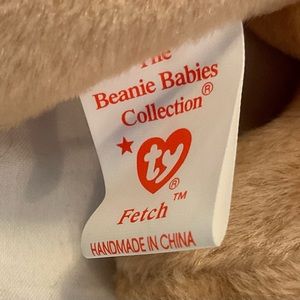 The
Beanie Babies
Collection®
ty®
Fetch™
HANDMADE IN CHINA